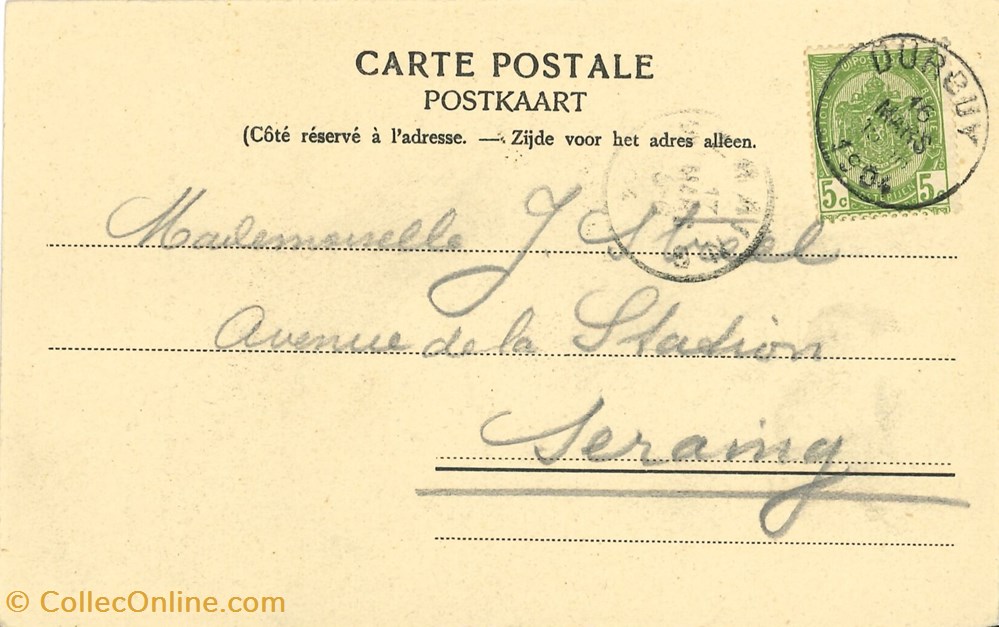 CARTE POSTALE
POSTKAART
(Côté réservé à l'adresse. — Zijde voor het adres alleen.
DURBUY
16
MARS
5c 5c
Mademoiselle J
Avenue de la Station
Seraing
© CollecOnline.com